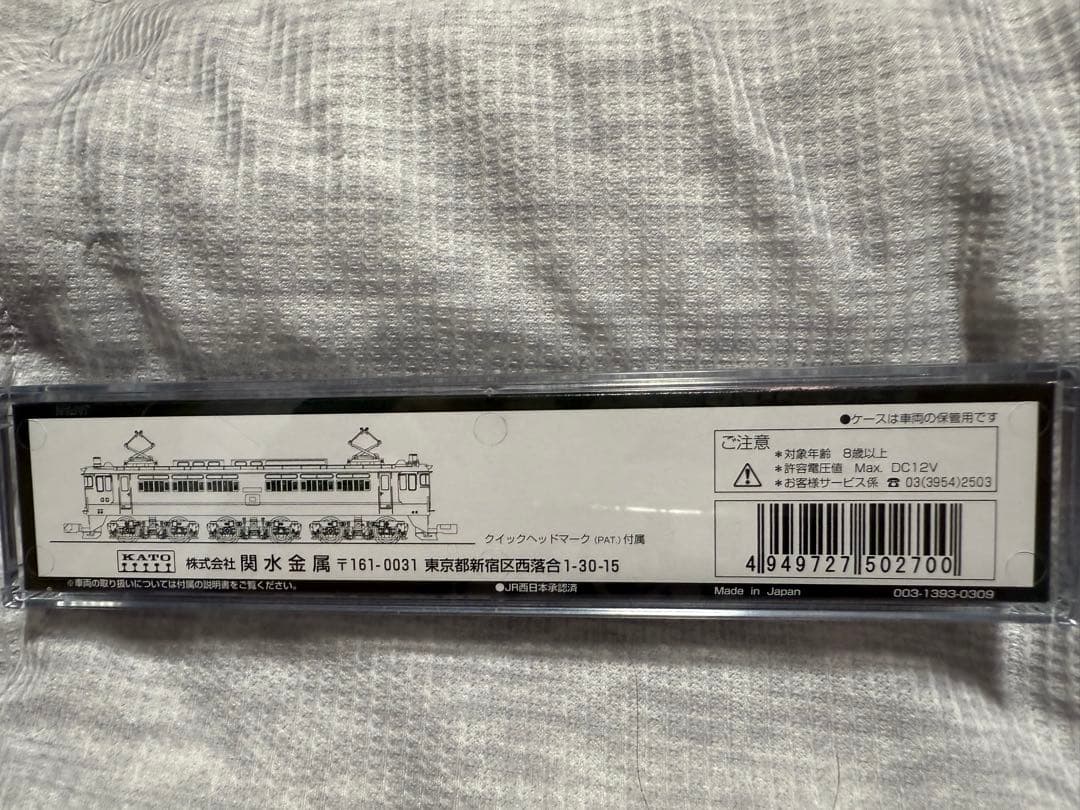 ●ケースは車両の保管用です
ご注意
*対象年齢 8歳以上
*許容電圧値 Max. DC12V
*お客様サービス係 ☎ 03(3954)2503
クイックヘッドマーク (PAT.) 付属
KATO
株式会社 関水金属 〒161-0031 東京都新宿区西落合1-30-15
4 949727 502700
※車両の取り扱いについては付属の説明書をご覧ください。
●JR西日本承認済
Made in Japan
003-1393-0309